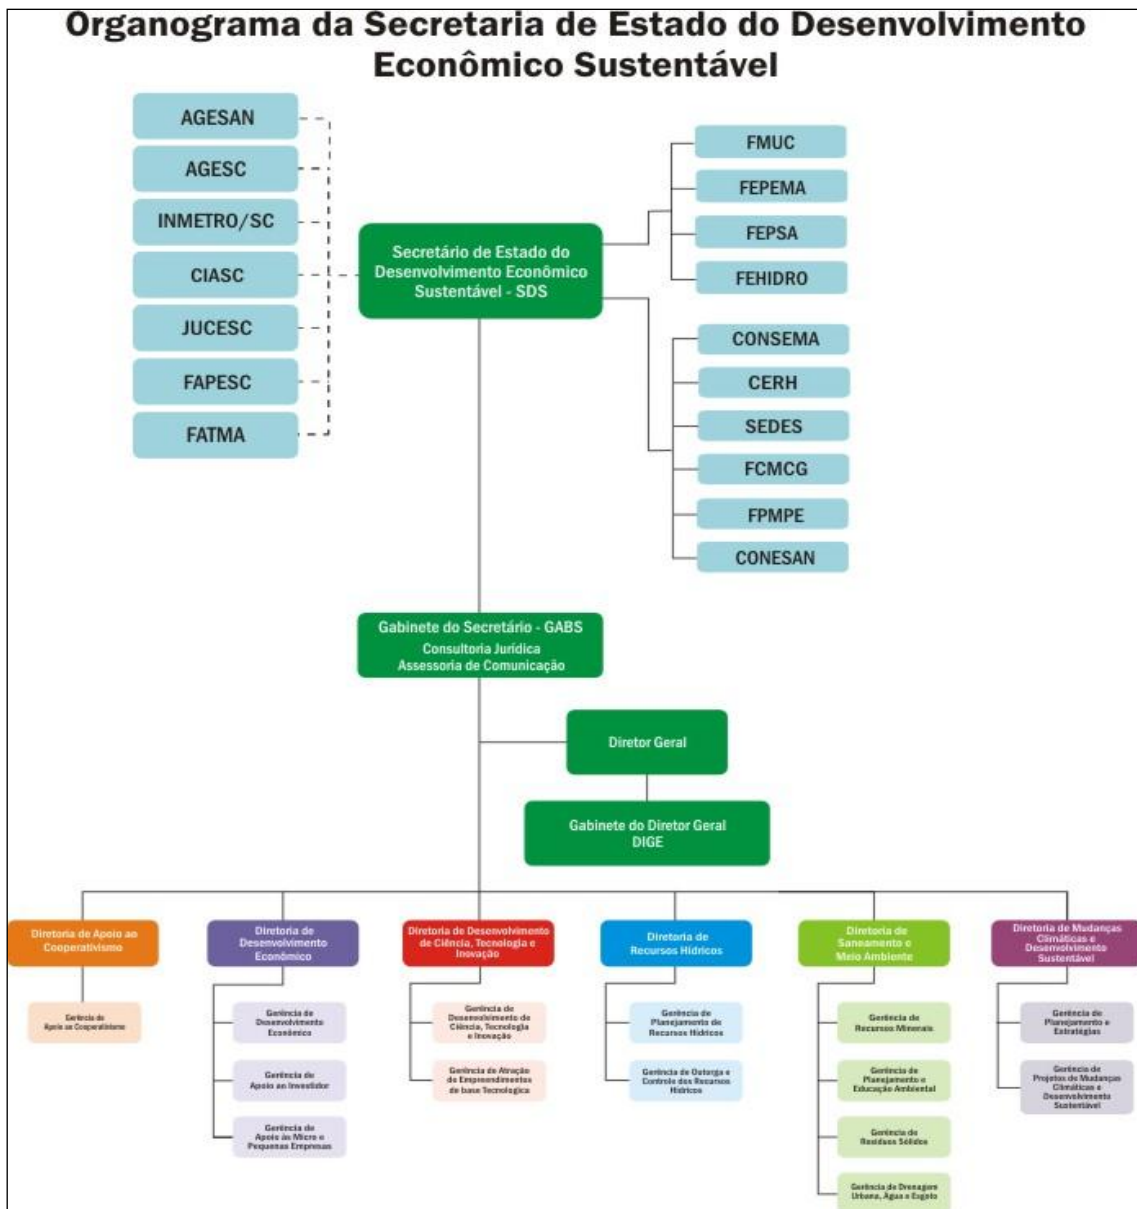 Organograma da Secretaria de Estado do Desenvolvimento
Econômico Sustentável
AGESAN
AGESC
INMETRO/SC
CIASC
JUCESC
FAPESC
FATMA
Secretário de Estado do
Desenvolvimento Econômico
Sustentável - SDS
FMUC
FEPEMA
FEPSA
FEHIDRO
CONSEMA
CERH
SEDES
FCMCG
FPMPE
CONESAN
Gabinete do Secretário - GABS
Consultoria Jurídica
Assessoria de Comunicação
Diretor Geral
Gabinete do Diretor Geral
DIGE
Diretoria de Apoio ao
Cooperativismo
Gerência de
Apoio ao Cooperativismo
Diretoria de
Desenvolvimento
Econômico
Gerência de
Desenvolvimento
Econômico
Gerência de
Apoio ao Investidor
Gerência de
Apoio às Micro e
Pequenas Empresas
Diretoria de Desenvolvimento
de Ciência, Tecnologia e
Inovação
Gerência de
Desenvolvimento de
Ciência, Tecnologia
e Inovação
Gerência de Atração
de Empreendimentos
de base Tecnologica
Diretoria de
Recursos Hídricos
Gerência de
Planejamento de
Recursos Hídricos
Gerência de Outorga e
Controle dos Recursos
Hídricos
Diretoria de
Saneamento e
Meio Ambiente
Gerência de
Recursos Minerais
Gerência de
Planejamento e
Educação Ambiental
Gerência de
Resíduos Sólidos
Gerência de Drenagem
Urbana, Água e Esgoto
Diretoria de Mudanças
Climáticas e
Desenvolvimento
Sustentável
Gerência de
Planejamento e
Estratégias
Gerência de
Projetos de Mudanças
Climáticas e
Desenvolvimento
Sustentável